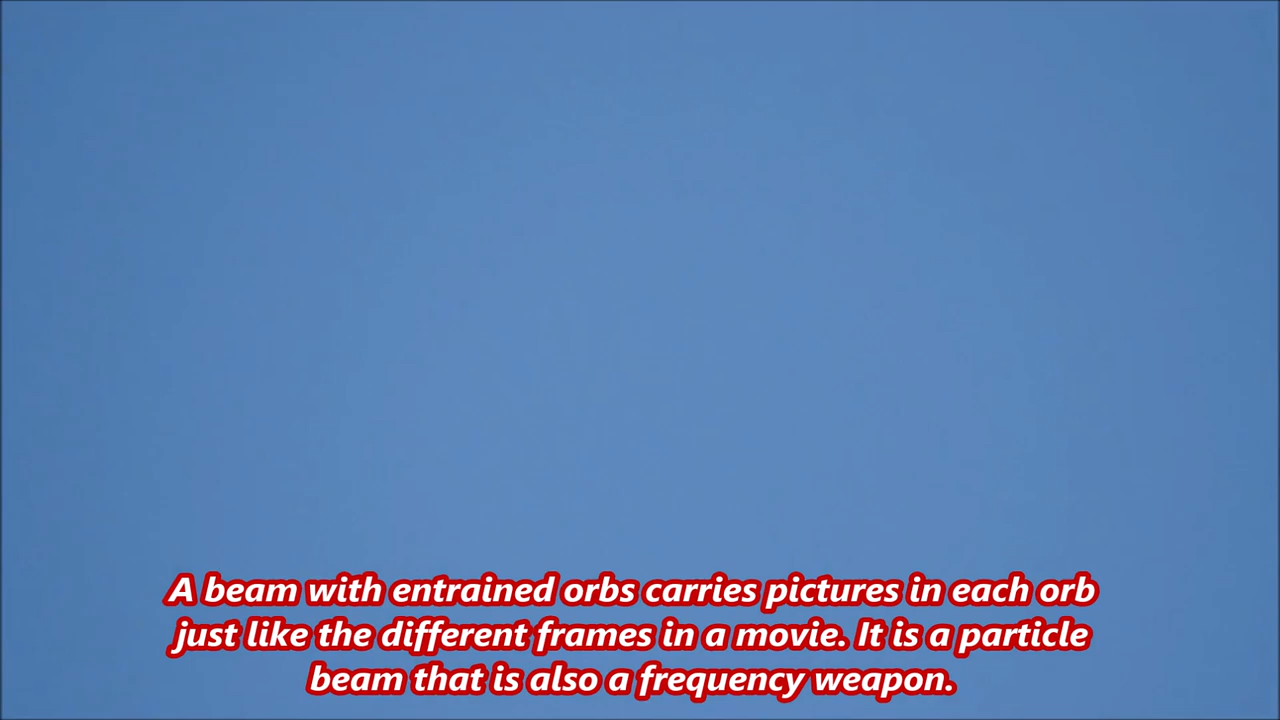 A beam with entrained orbs carries pictures in each orb
just like the different frames in a movie. It is a particle
beam that is also a frequency weapon.